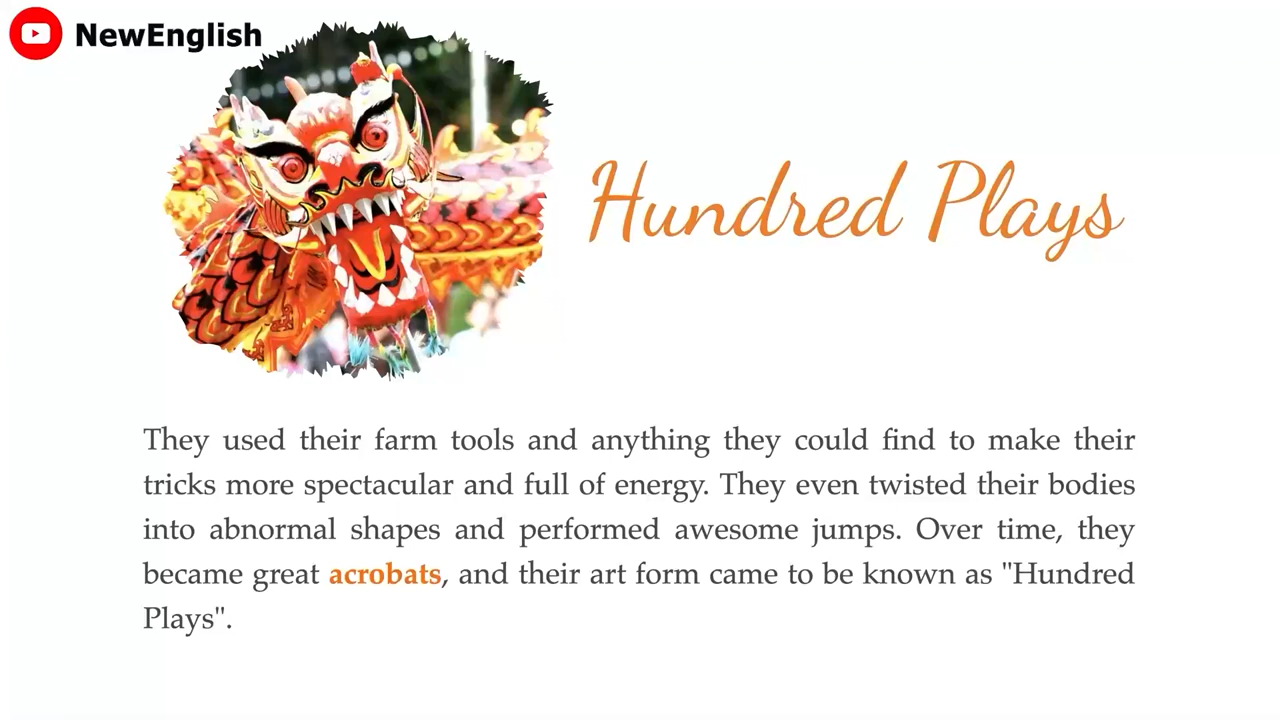 NewEnglish
Hundred Plays
They used their farm tools and anything they could find to make their
tricks more spectacular and full of energy. They even twisted their bodies
into abnormal shapes and performed awesome jumps. Over time, they
became great acrobats, and their art form came to be known as "Hundred
Plays".